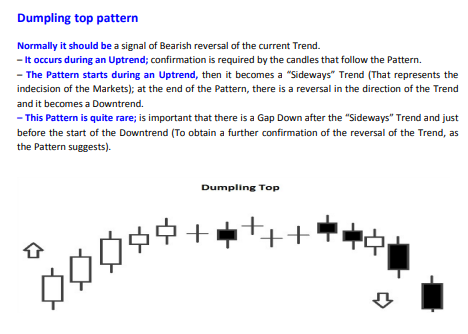 Dumpling top pattern
Normally it should be a signal of Bearish reversal of the current Trend.
– It occurs during an Uptrend; confirmation is required by the candles that follow the Pattern.
– The Pattern starts during an Uptrend, then it becomes a “Sideways” Trend (That represents the
indecision of the Markets); at the end of the Pattern, there is a reversal in the direction of the Trend
and it becomes a Downtrend.
– This Pattern is quite rare; is important that there is a Gap Down after the “Sideways” Trend and just
before the start of the Downtrend (To obtain a further confirmation of the reversal of the Trend, as
the Pattern suggests).
Dumpling Top